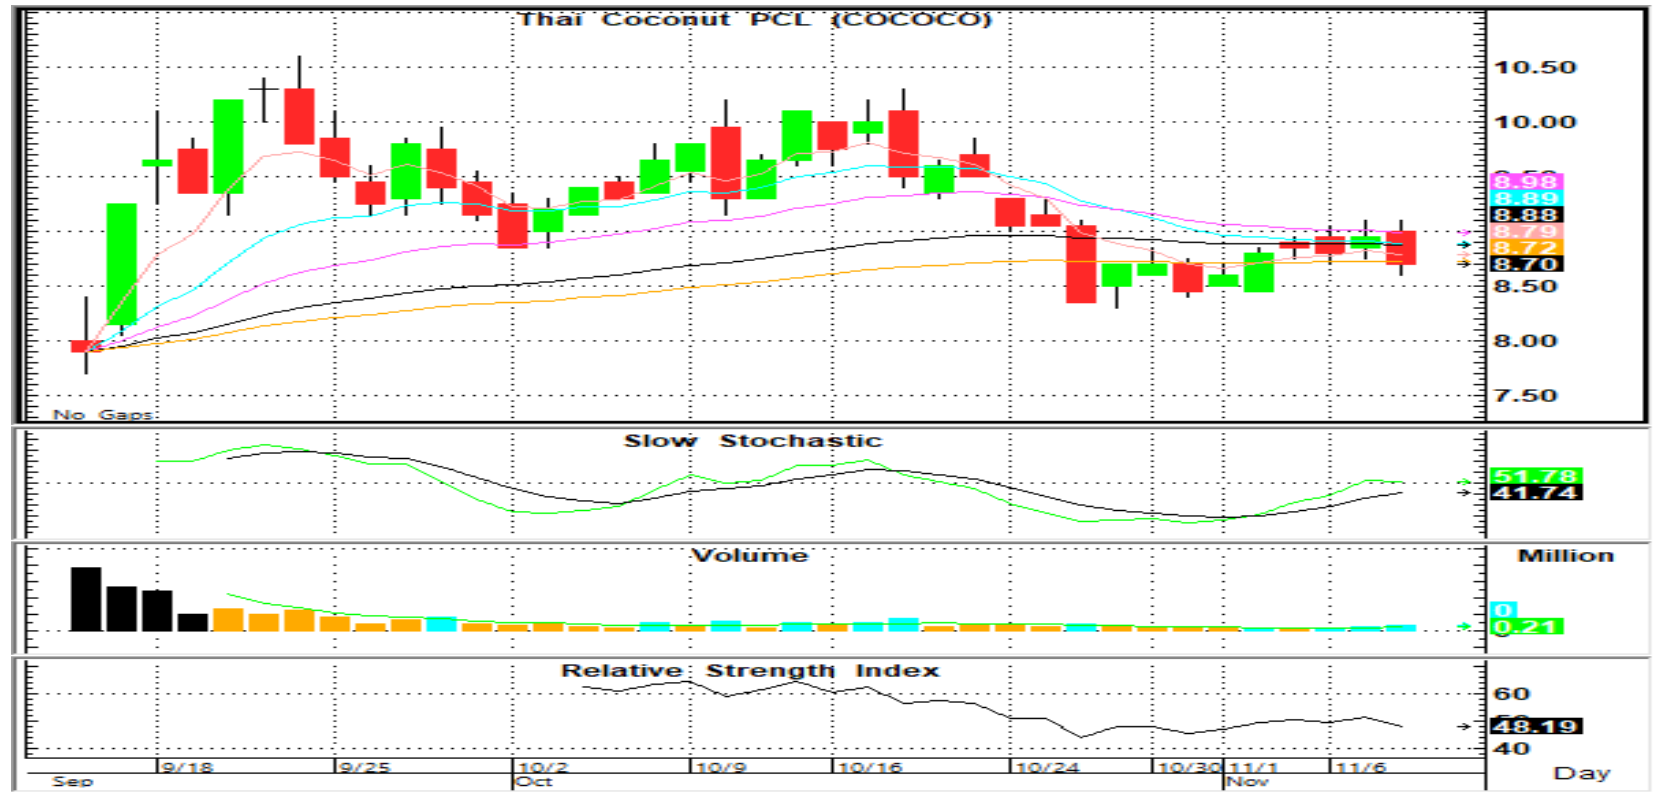 Thai Coconut PCL (COCOCO)
10.50
10.00
8.98
8.89
8.88
8.79
8.72
8.70
8.50
8.00
7.50
No Gaps
Slow Stochastic
51.78
41.74
Volume
Million
0
0.21
Relative Strength Index
60
48.19
40
9/18 9/25 10/2 10/9 10/16 10/24 10/30 11/1 11/6
Sep Oct Nov Day